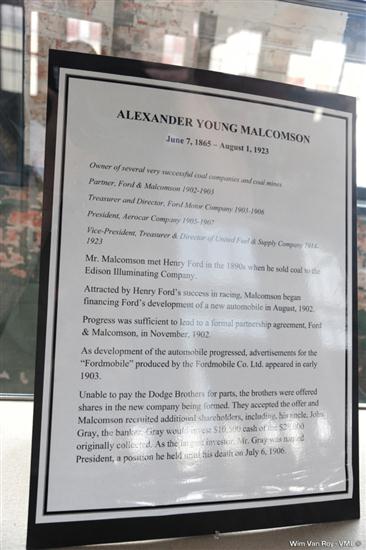 ALEXANDER YOUNG MALCOMSON
June 7, 1865 – August 1, 1923
Owner of several very successful coal companies and coal mines
Partner, Ford & Malcomson 1902-1903
Treasurer and Director, Ford Motor Company 1903-1906
President, Aerocar Company 1905-1907
Vice-President, Treasurer & Director of United Fuel & Supply Company 1914-
1923
Mr. Malcomson met Henry Ford in the 1890s when he sold coal to the
Edison Illuminating Company.
Attracted by Henry Ford's success in racing, Malcomson began
financing Ford's development of a new automobile in August, 1902.
Progress was sufficient to lead to a formal partnership agreement, Ford
& Malcomson, in November, 1902.
As development of the automobile progressed, advertisements for the
"Fordmobile" produced by the Fordmobile Co. Ltd. appeared in early
1903.
Unable to pay the Dodge Brothers for parts, the brothers were offered
shares in the new company being formed. They accepted the offer and
Malcomson recruited additional shareholders, including, his uncle, John
Gray, the banker. Gray would invest $10,500 cash of the $28,000
originally collected. As the largest investor, Mr. Gray was named
President, a position he held until his death on July 6, 1906.
Wim Van Roy - VML ©